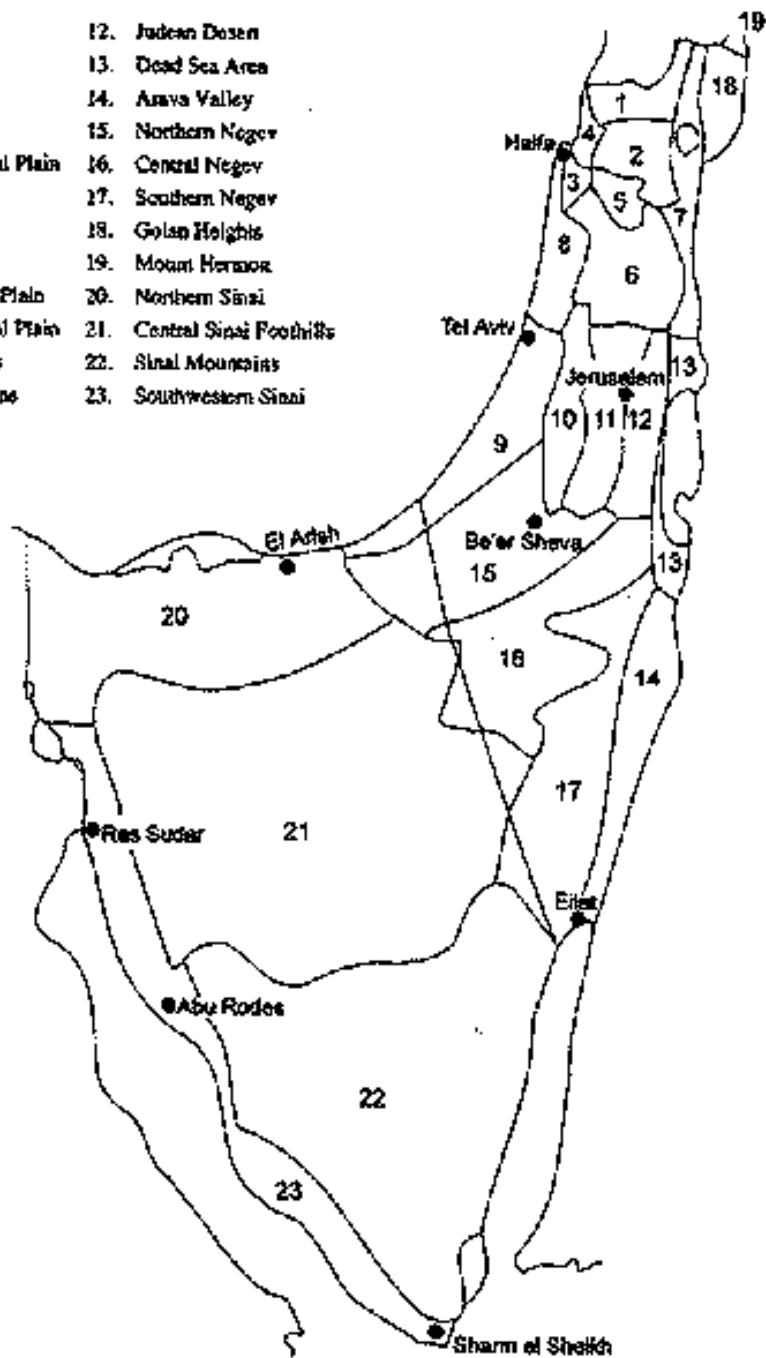 19
12. Judean Desert
13. Dead Sea Area
14. Arava Valley
15. Northern Negev
Plain 16. Central Negev
17. Southern Negev
18. Golan Heights
19. Mount Hermon
Plain 20. Northern Sinai
Plain 21. Central Sinai Foothills
22. Sinai Mountains
23. Southwestern Sinai
18
1
4
Haifa
2
3
5
7
8
6
Tel Aviv
13
Jerusalem
10
11
12
9
El Arish
Be'er Sheva
15
13
20
16
14
17
Ras Sudar
21
Eilat
Abu Rodes
22
23
Sharm el Sheikh